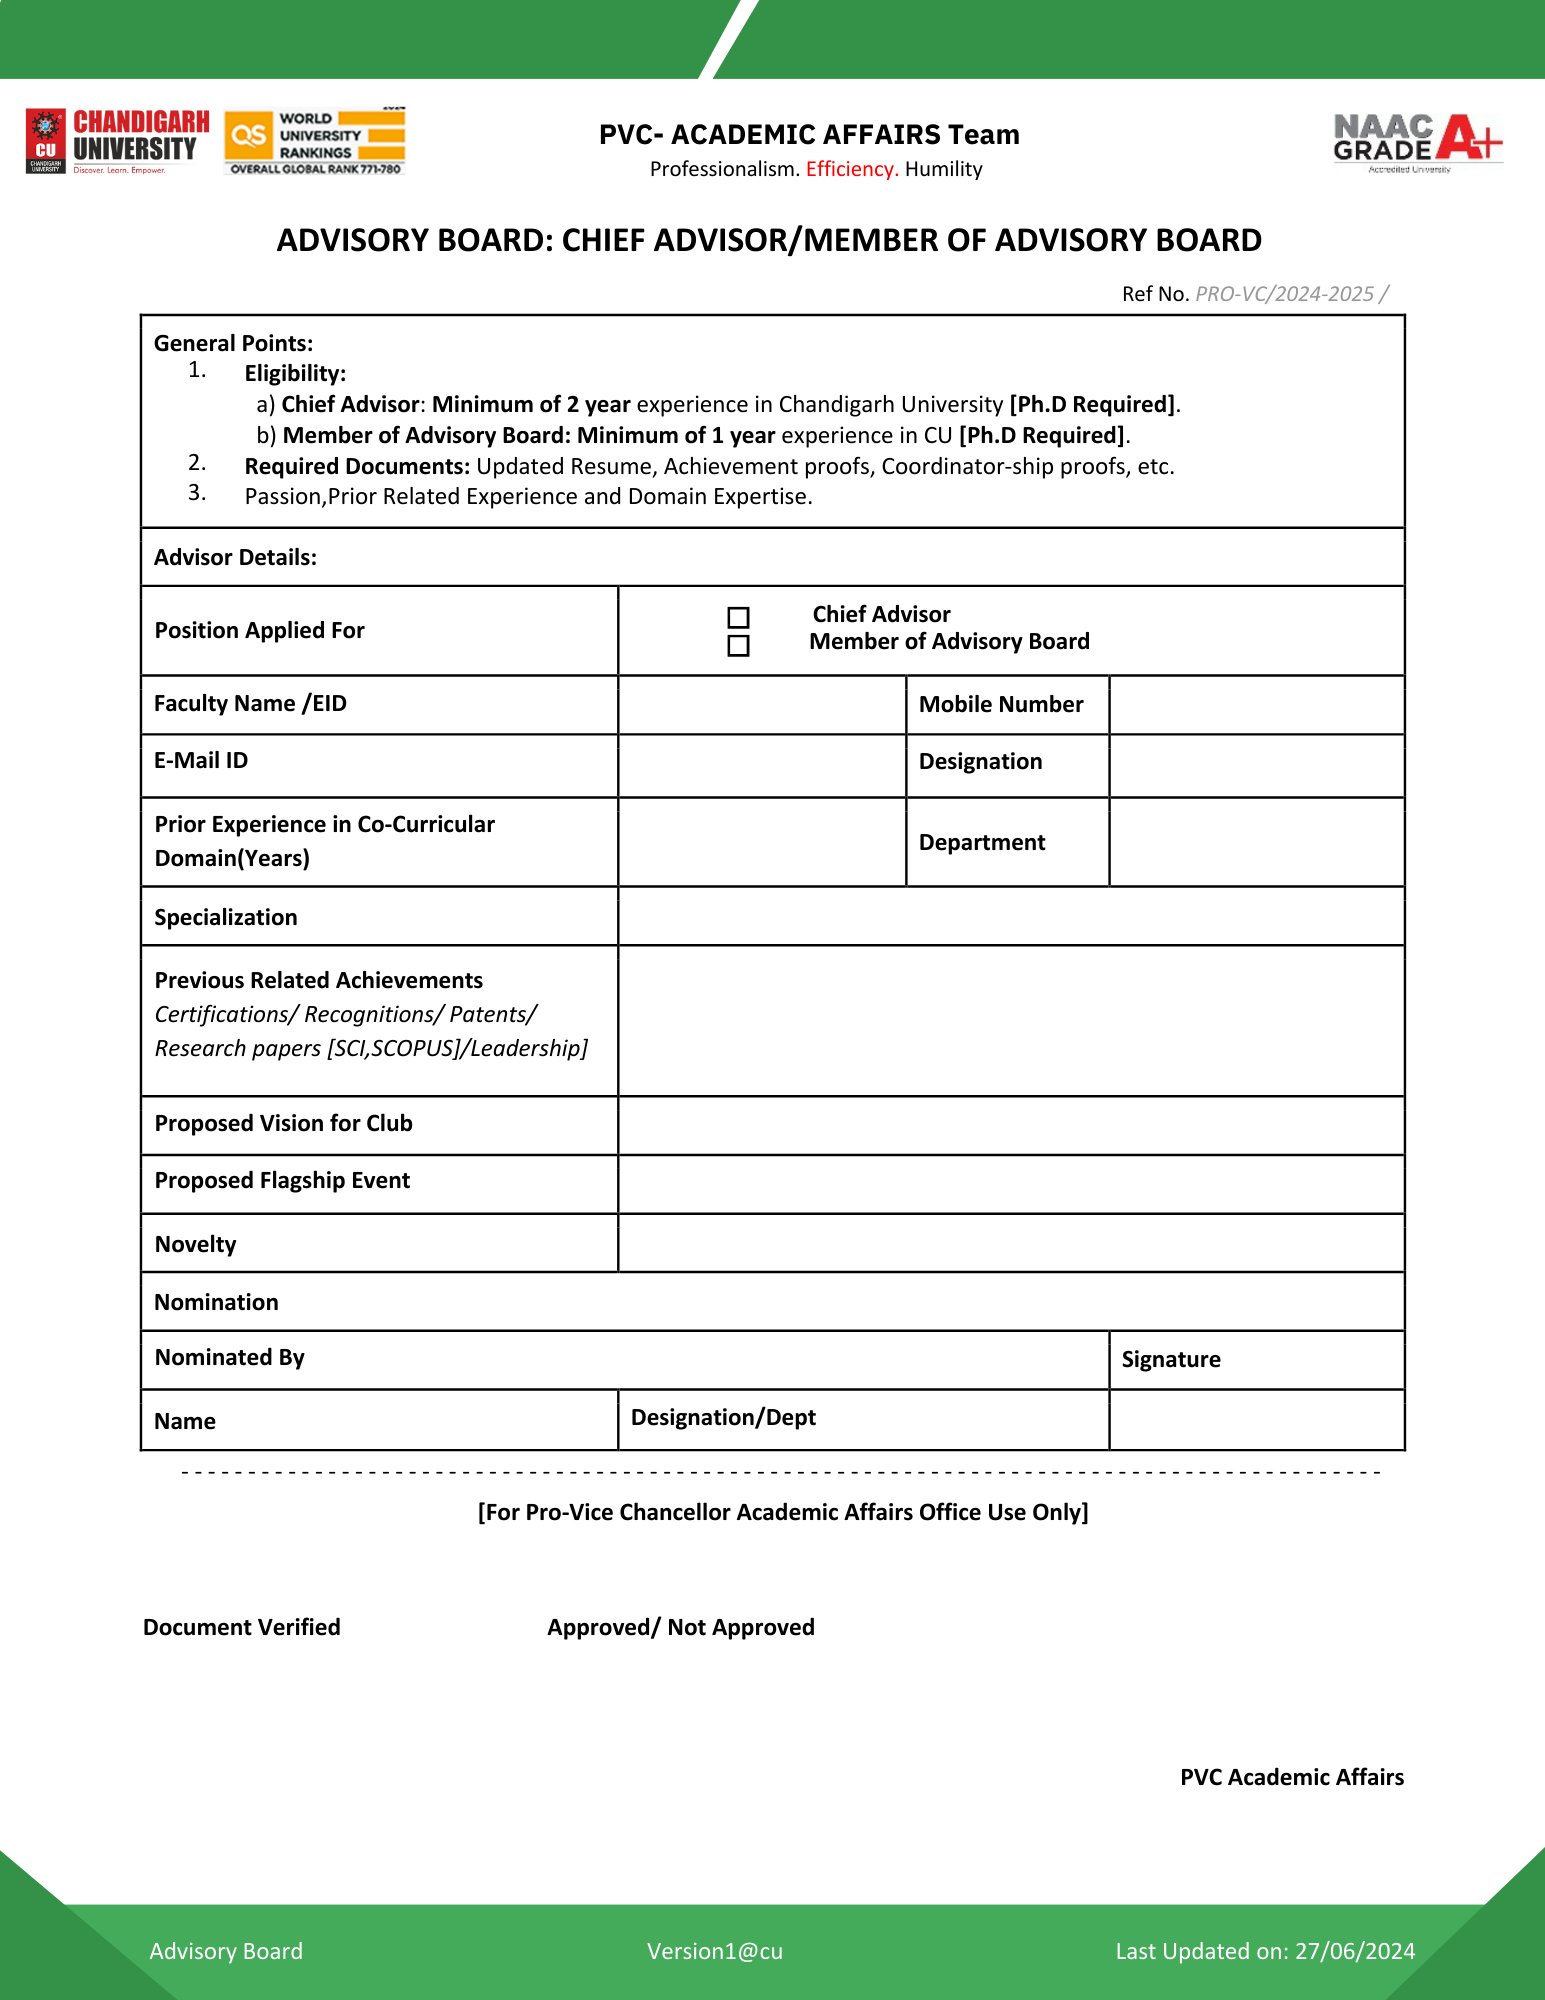 CHANDIGARH
UNIVERSITY
Discover. Learn. Empower.
CU
CHANDIGARH
UNIVERSITY
QS
WORLD
UNIVERSITY
RANKINGS
OVERALL GLOBAL RANK 771-780
PVC- ACADEMIC AFFAIRS Team
Professionalism. Efficiency. Humility
NAAC
GRADE A+
Accredited University
ADVISORY BOARD: CHIEF ADVISOR/MEMBER OF ADVISORY BOARD
Ref No. PRO-VC/2024-2025 /
General Points:
1. Eligibility:
a) Chief Advisor: Minimum of 2 year experience in Chandigarh University [Ph.D Required].
b) Member of Advisory Board: Minimum of 1 year experience in CU [Ph.D Required].
2. Required Documents: Updated Resume, Achievement proofs, Coordinator-ship proofs, etc.
3. Passion,Prior Related Experience and Domain Expertise.
Advisor Details:
Position Applied For
☐ Chief Advisor
☐ Member of Advisory Board
Faculty Name /EID
Mobile Number
E-Mail ID
Designation
Prior Experience in Co-Curricular
Domain(Years)
Department
Specialization
Previous Related Achievements
Certifications/ Recognitions/ Patents/
Research papers [SCI,SCOPUS]/Leadership]
Proposed Vision for Club
Proposed Flagship Event
Novelty
Nomination
Nominated By
Signature
Name
Designation/Dept
[For Pro-Vice Chancellor Academic Affairs Office Use Only]
Document Verified
Approved/ Not Approved
PVC Academic Affairs
Advisory Board
Version1@cu
Last Updated on: 27/06/2024